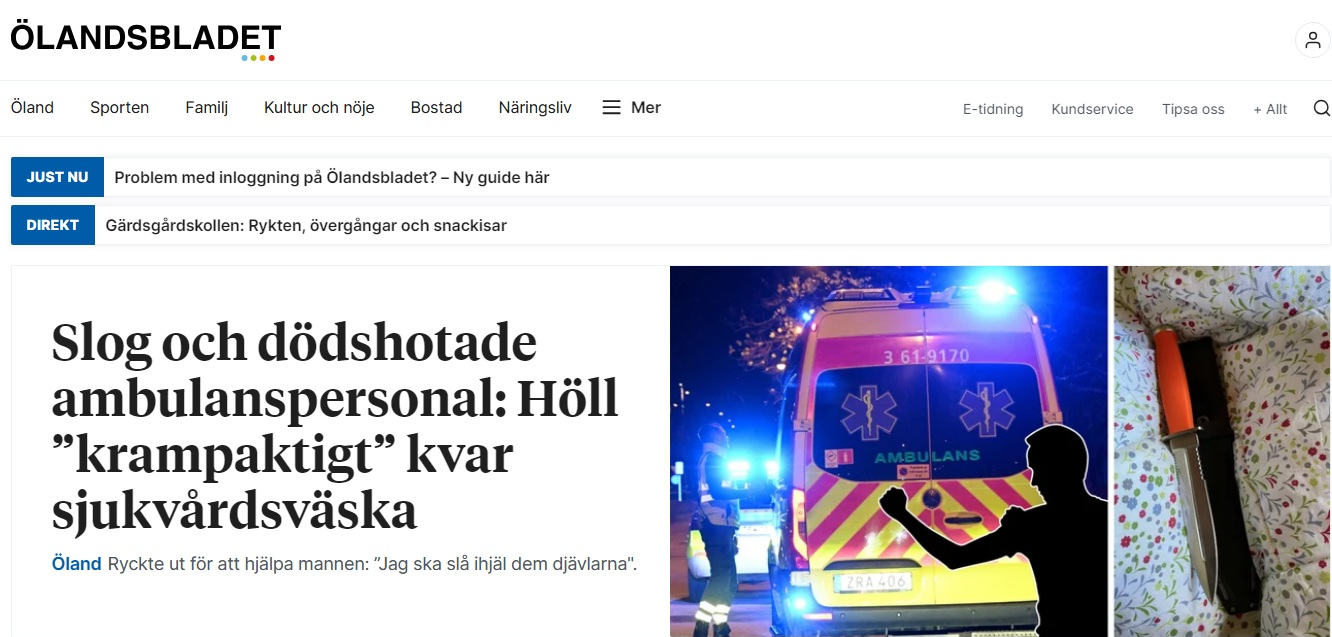 ÖLANDSBLADET
Öland Sporten Familj Kultur och nöje Bostad Näringsliv Mer E-tidning Kundservice Tipsa oss + Allt
JUST NU Problem med inloggning på Ölandsbladet? – Ny guide här
DIREKT Gärdsgårdskollen: Rykten, övergångar och snackisar
Slog och dödshotade
ambulanspersonal: Höll
”krampaktigt” kvar
sjukvårdsväska
Öland Ryckte ut för att hjälpa mannen: ”Jag ska slå ihjäl dem djävlarna".
3 61-9170
AMBULANS
ZRA 406